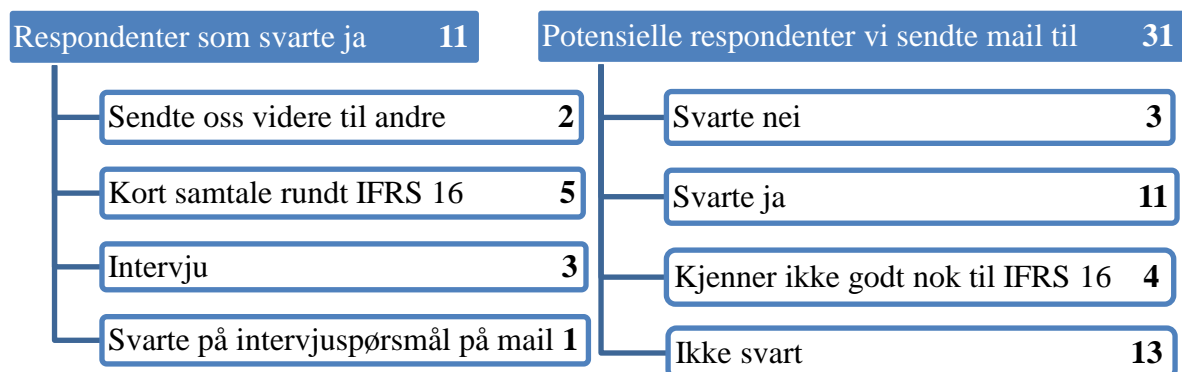 Respondenter som svarte ja 11
Sendte oss videre til andre 2
Kort samtale rundt IFRS 16 5
Intervju 3
Svarte på intervjuspørsmål på mail 1
Potensielle respondenter vi sendte mail til 31
Svarte nei 3
Svarte ja 11
Kjenner ikke godt nok til IFRS 16 4
Ikke svart 13